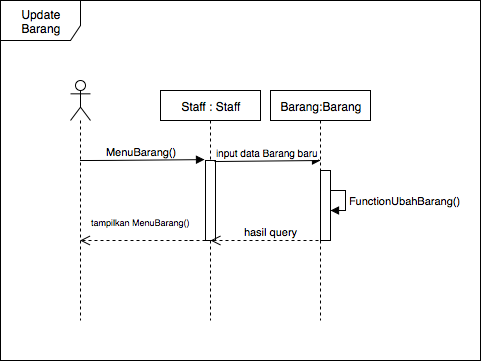 Update
Barang
Staff : Staff
Barang:Barang
MenuBarang()
input data Barang baru
FunctionUbahBarang()
tampilkan MenuBarang()
hasil query